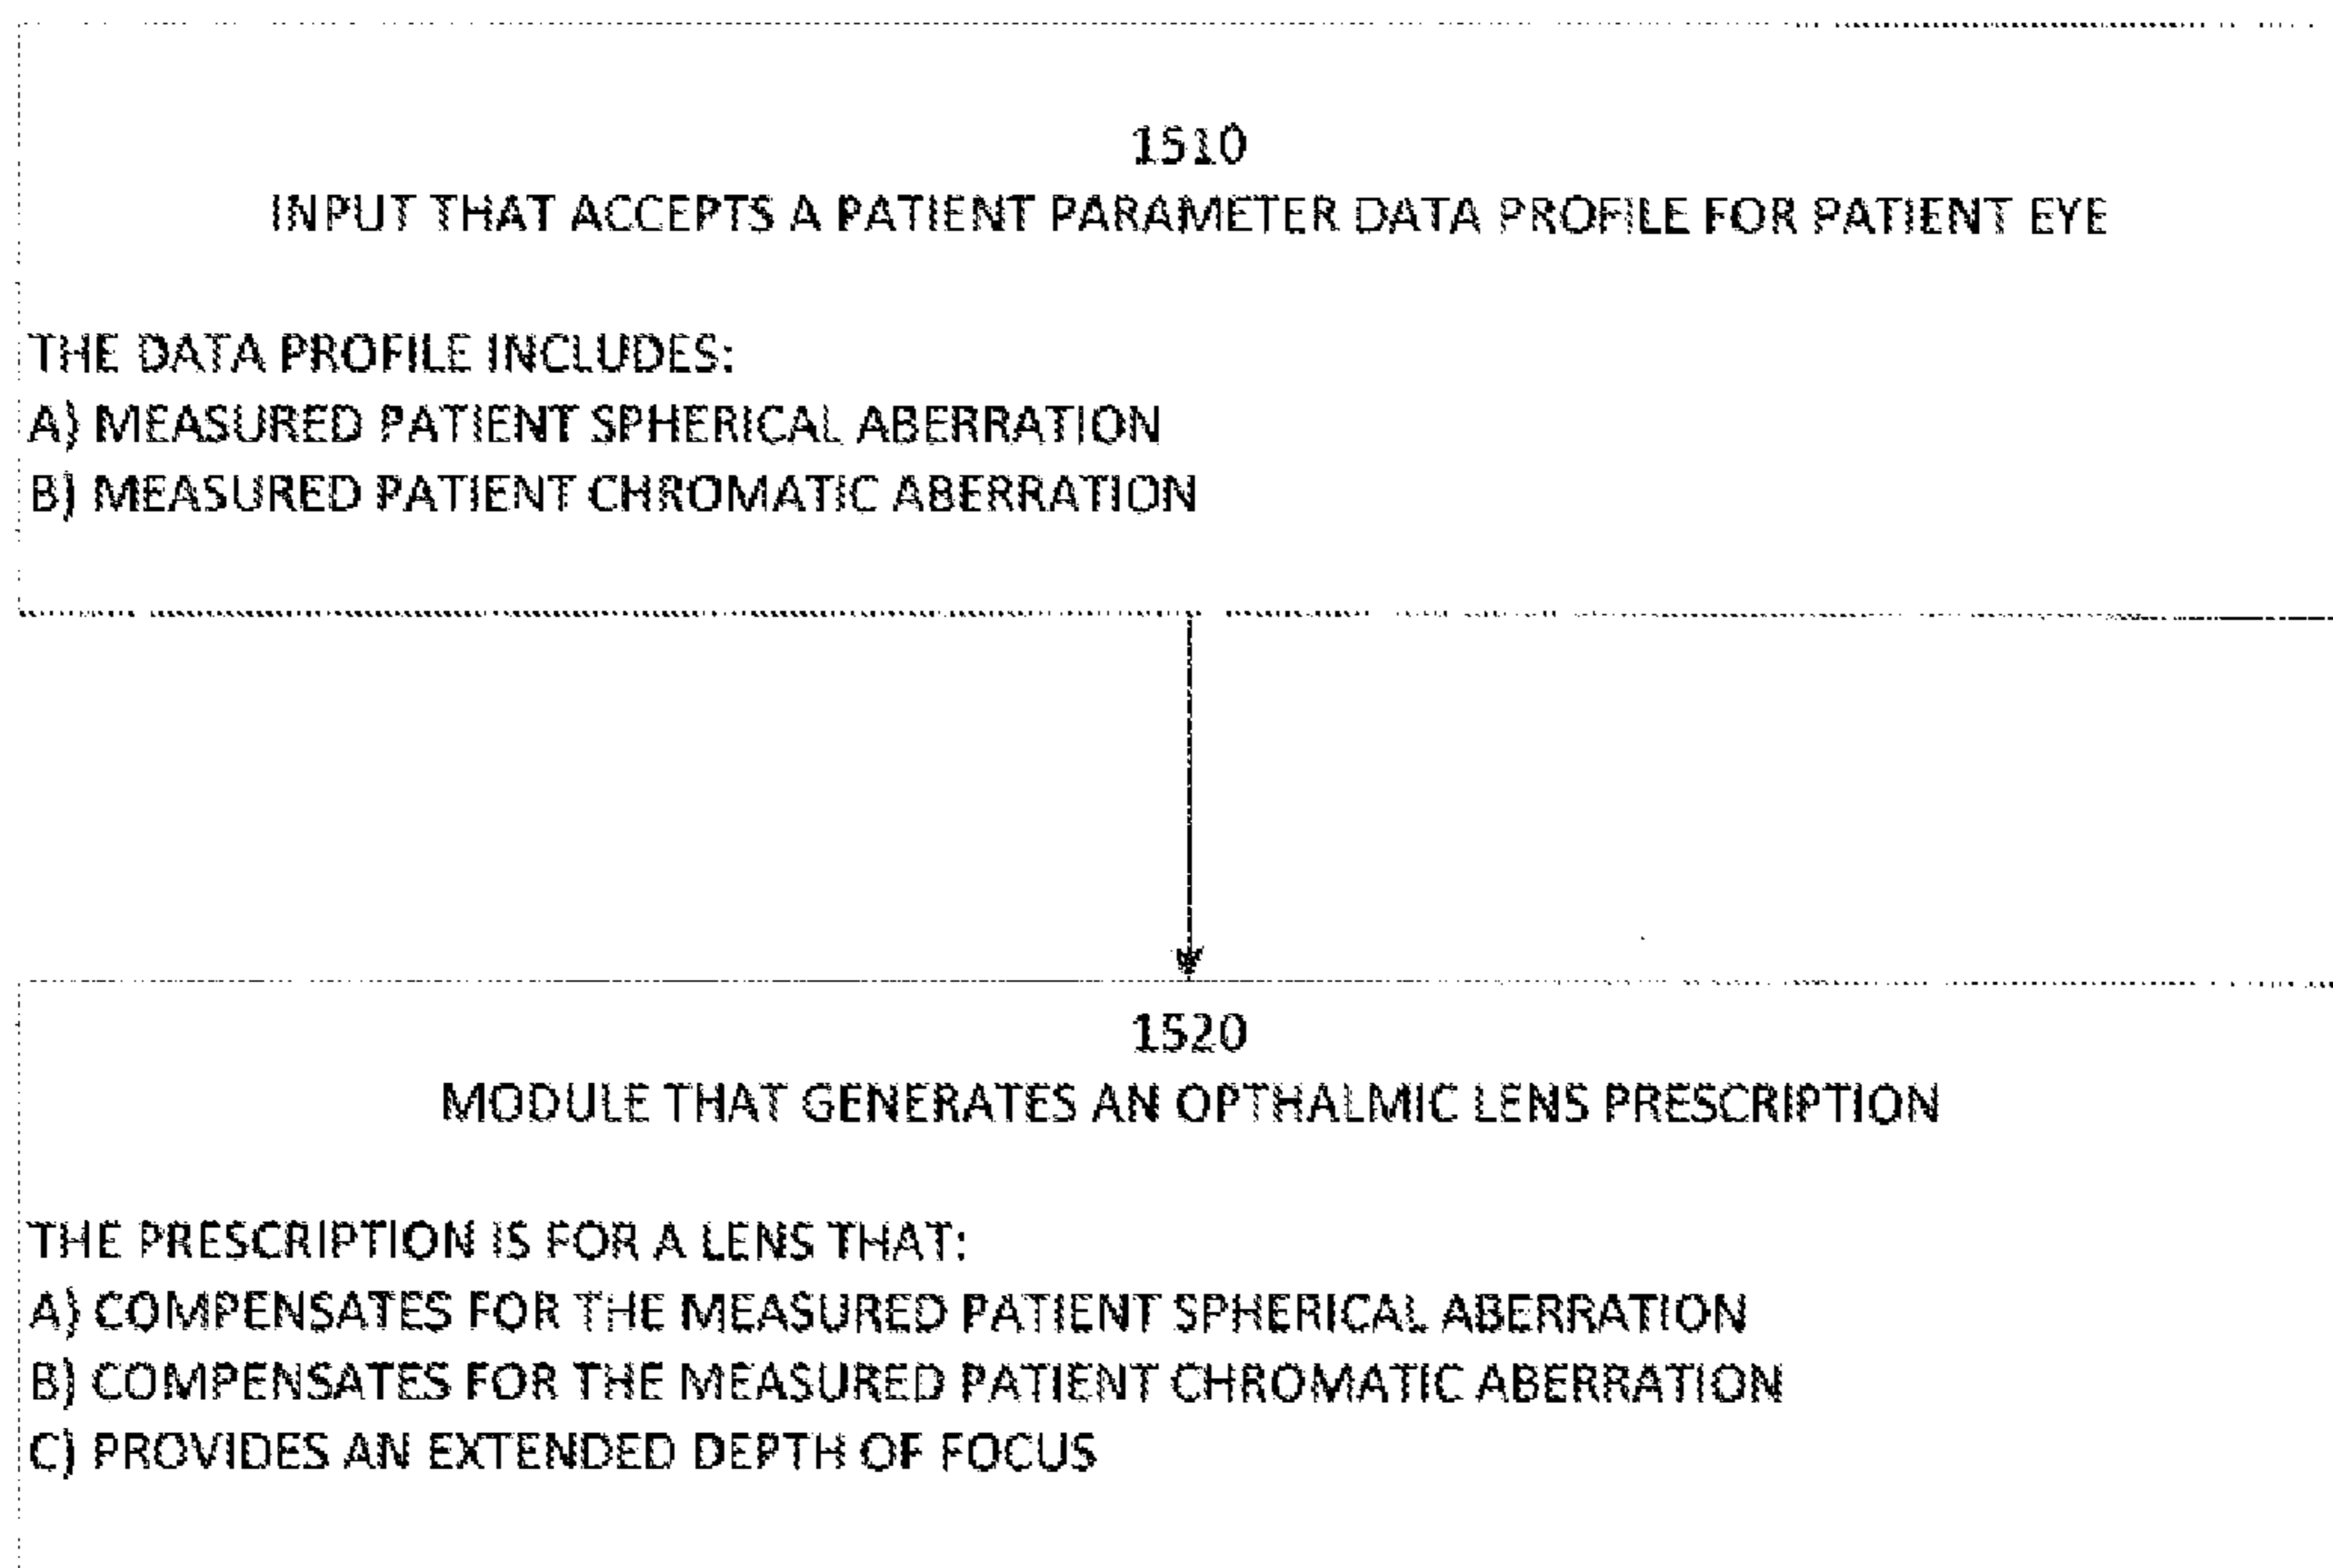 1510
INPUT THAT ACCEPTS A PATIENT PARAMETER DATA PROFILE FOR PATIENT EYE
THE DATA PROFILE INCLUDES:
A) MEASURED PATIENT SPHERICAL ABERRATION
B) MEASURED PATIENT CHROMATIC ABERRATION
1520
MODULE THAT GENERATES AN OPTHALMIC LENS PRESCRIPTION
THE PRESCRIPTION IS FOR A LENS THAT:
A) COMPENSATES FOR THE MEASURED PATIENT SPHERICAL ABERRATION
B) COMPENSATES FOR THE MEASURED PATIENT CHROMATIC ABERRATION
C) PROVIDES AN EXTENDED DEPTH OF FOCUS